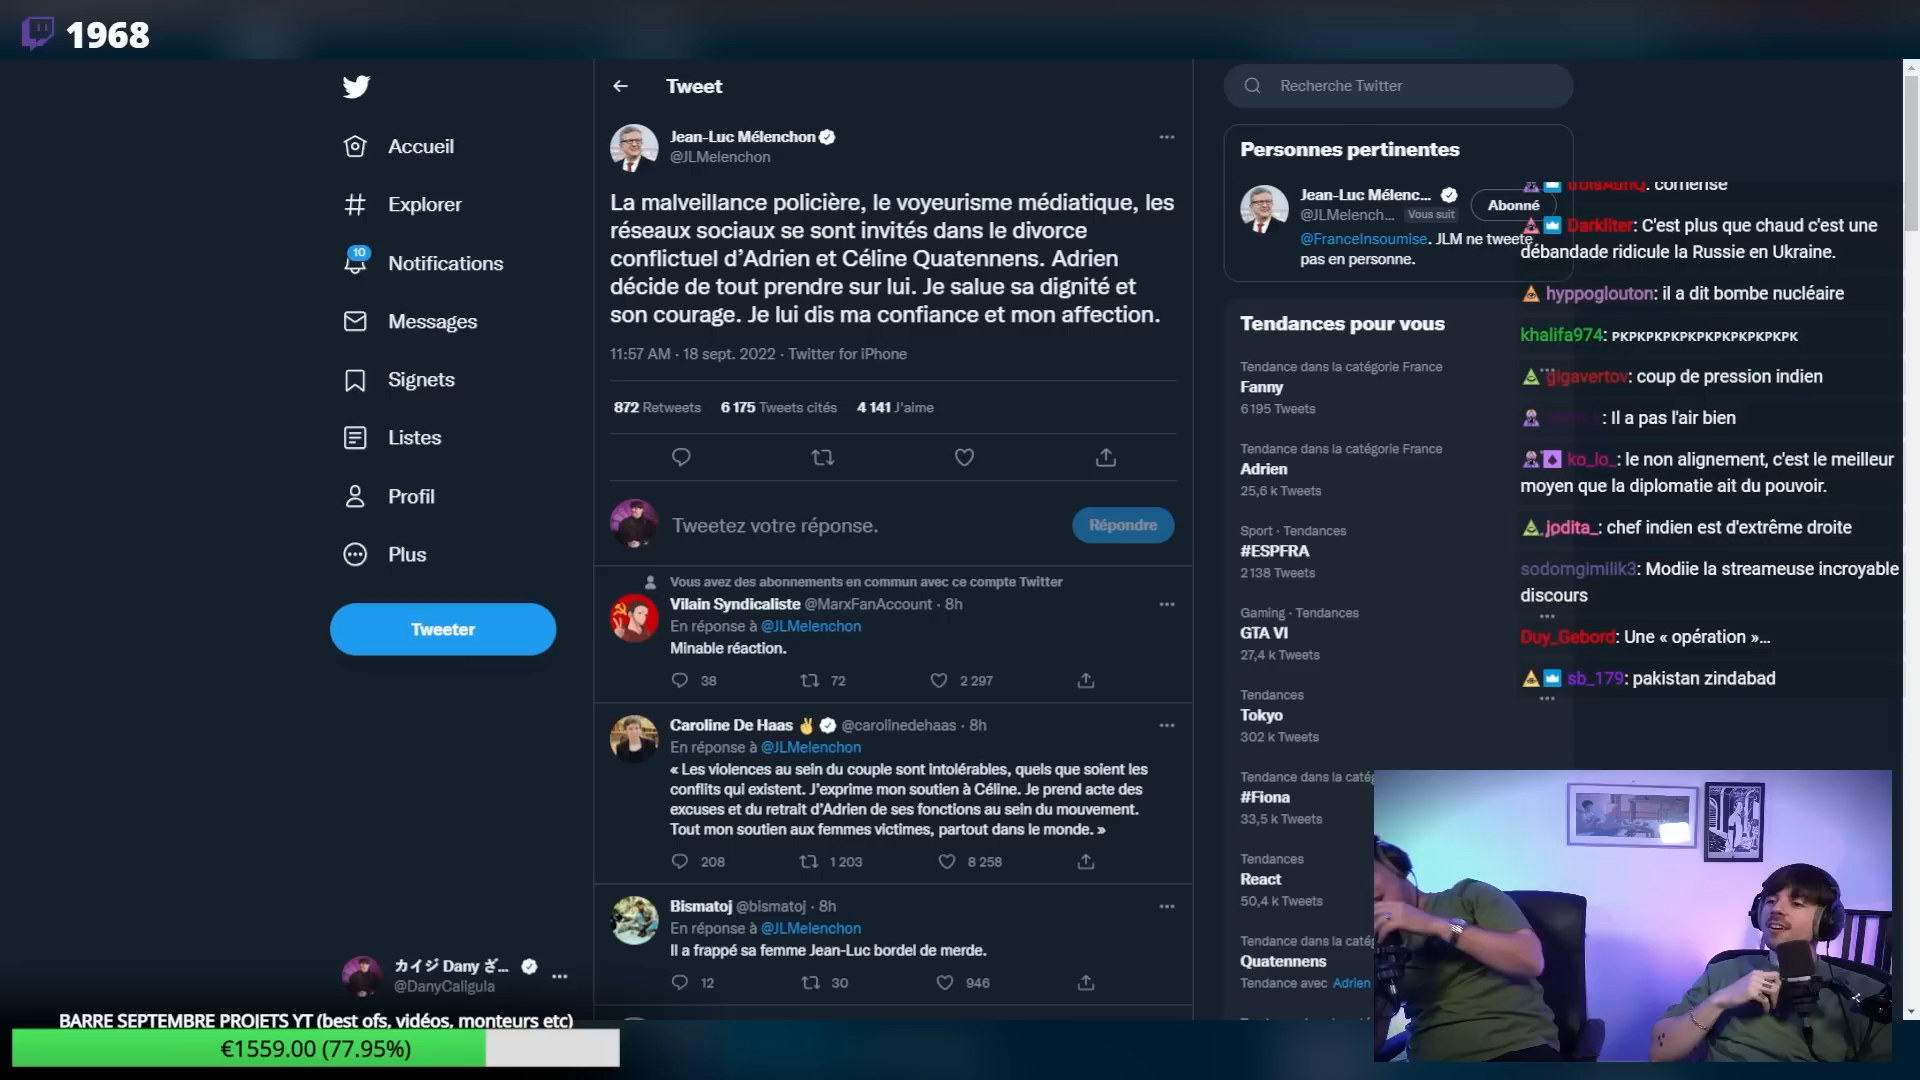 1968
Accueil
Explorer
10
Notifications
Messages
Signets
Listes
Profil
Plus
Tweeter
カイジ Dany ざ...
@DanyCaligula
BARRE SEPTEMBRE PROJETS YT (best ofs, vidéos, monteurs etc)
€1559.00 (77.95%)
Tweet
Jean-Luc Mélenchon
@JLMelenchon
La malveillance policière, le voyeurisme médiatique, les
réseaux sociaux se sont invités dans le divorce
conflictuel d’Adrien et Céline Quatennens. Adrien
décide de tout prendre sur lui. Je salue sa dignité et
son courage. Je lui dis ma confiance et mon affection.
11:57 AM · 18 sept. 2022 · Twitter for iPhone
872 Retweets 6 175 Tweets cités 4 141 J'aime
Tweetez votre réponse.
Répondre
Vous avez des abonnements en commun avec ce compte Twitter
Vilain Syndicaliste @MarxFanAccount · 8h
En réponse à @JLMelenchon
Minable réaction.
38 72 2 297
Caroline De Haas ✌ @carolinedehaas · 8h
En réponse à @JLMelenchon
« Les violences au sein du couple sont intolérables, quels que soient les
conflits qui existent. J’exprime mon soutien à Céline. Je prend acte des
excuses et du retrait d’Adrien de ses fonctions au sein du mouvement.
Tout mon soutien aux femmes victimes, partout dans le monde. »
208 1 203 8 258
Bismatoj @bismatoj · 8h
En réponse à @JLMelenchon
Il a frappé sa femme Jean-Luc bordel de merde.
12 30 946
Recherche Twitter
Personnes pertinentes
Jean-Luc Mélenc...
@JLMelench... Vous suit
Abonné
@FranceInsoumise. JLM ne tweete
pas en personne.
Tendances pour vous
Tendance dans la catégorie France
Fanny
6 195 Tweets
Tendance dans la catégorie France
Adrien
25,6 k Tweets
Sport · Tendances
#ESPFRA
2 138 Tweets
Gaming · Tendances
GTA VI
27,4 k Tweets
Tendances
Tokyo
302 k Tweets
Tendance dans la caté
#Fiona
33,5 k Tweets
Tendances
React
50,4 k Tweets
Tendance dans la caté
Quatennens
Tendance avec Adrien
Darkliter: C'est plus que chaud c'est une
débandade ridicule la Russie en Ukraine.
hyppoglouton: il a dit bombe nucléaire
khalifa974: PKPKPKPKPKPKPKPKPKPKPK
gigavertov: coup de pression indien
: Il a pas l'air bien
ko_lo_: le non alignement, c'est le meilleur
moyen que la diplomatie ait du pouvoir.
jodita_: chef indien est d'extrême droite
sodomgimilik3: Modiie la streameuse incroyable
discours
Duy_Gebord: Une « opération »...
sb_179: pakistan zindabad